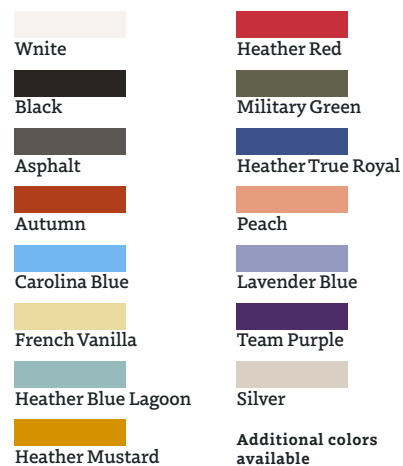 Wnite
Black
Asphalt
Autumn
Carolina Blue
French Vanilla
Heather Blue Lagoon
Heather Mustard
Heather Red
Military Green
Heather True Royal
Peach
Lavender Blue
Team Purple
Silver
Additional colors
available